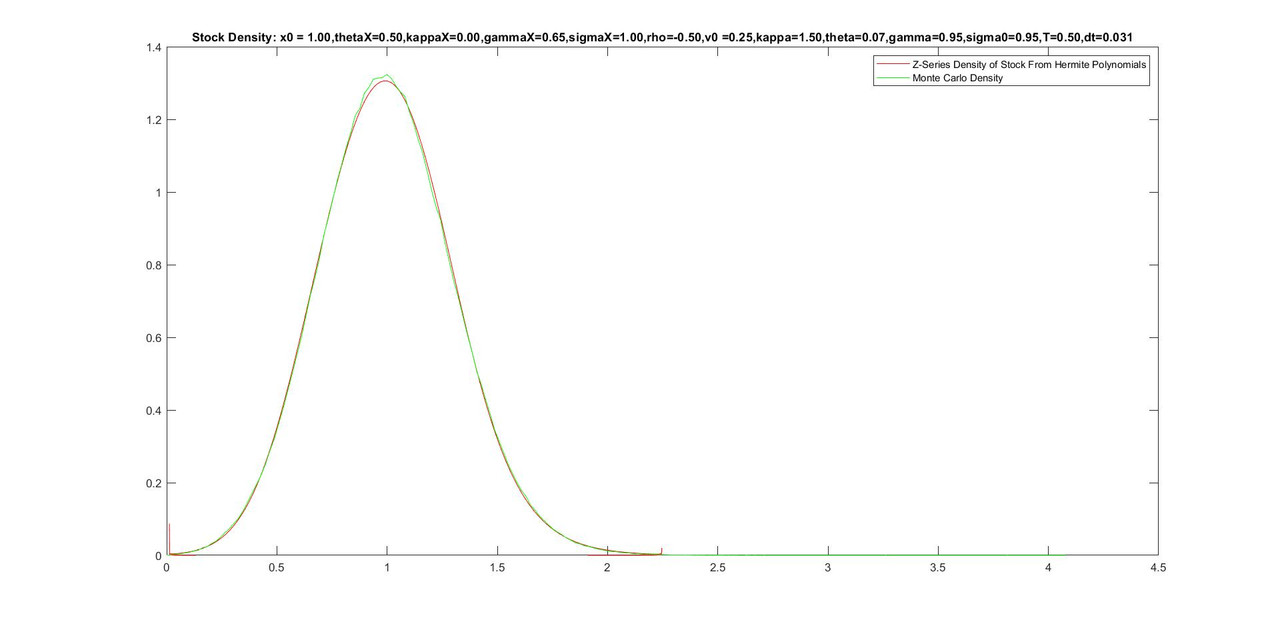 Stock Density: x0 = 1.00,thetaX=0.50,kappaX=0.00,gammaX=0.65,sigmaX=1.00,rho=-0.50,v0 =0.25,kappa=1.50,theta=0.07,gamma=0.95,sigma0=0.95,T=0.50,dt=0.031
Z-Series Density of Stock From Hermite Polynomials
Monte Carlo Density
1.4
1.2
1
0.8
0.6
0.4
0.2
0
0 0.5 1 1.5 2 2.5 3 3.5 4 4.5